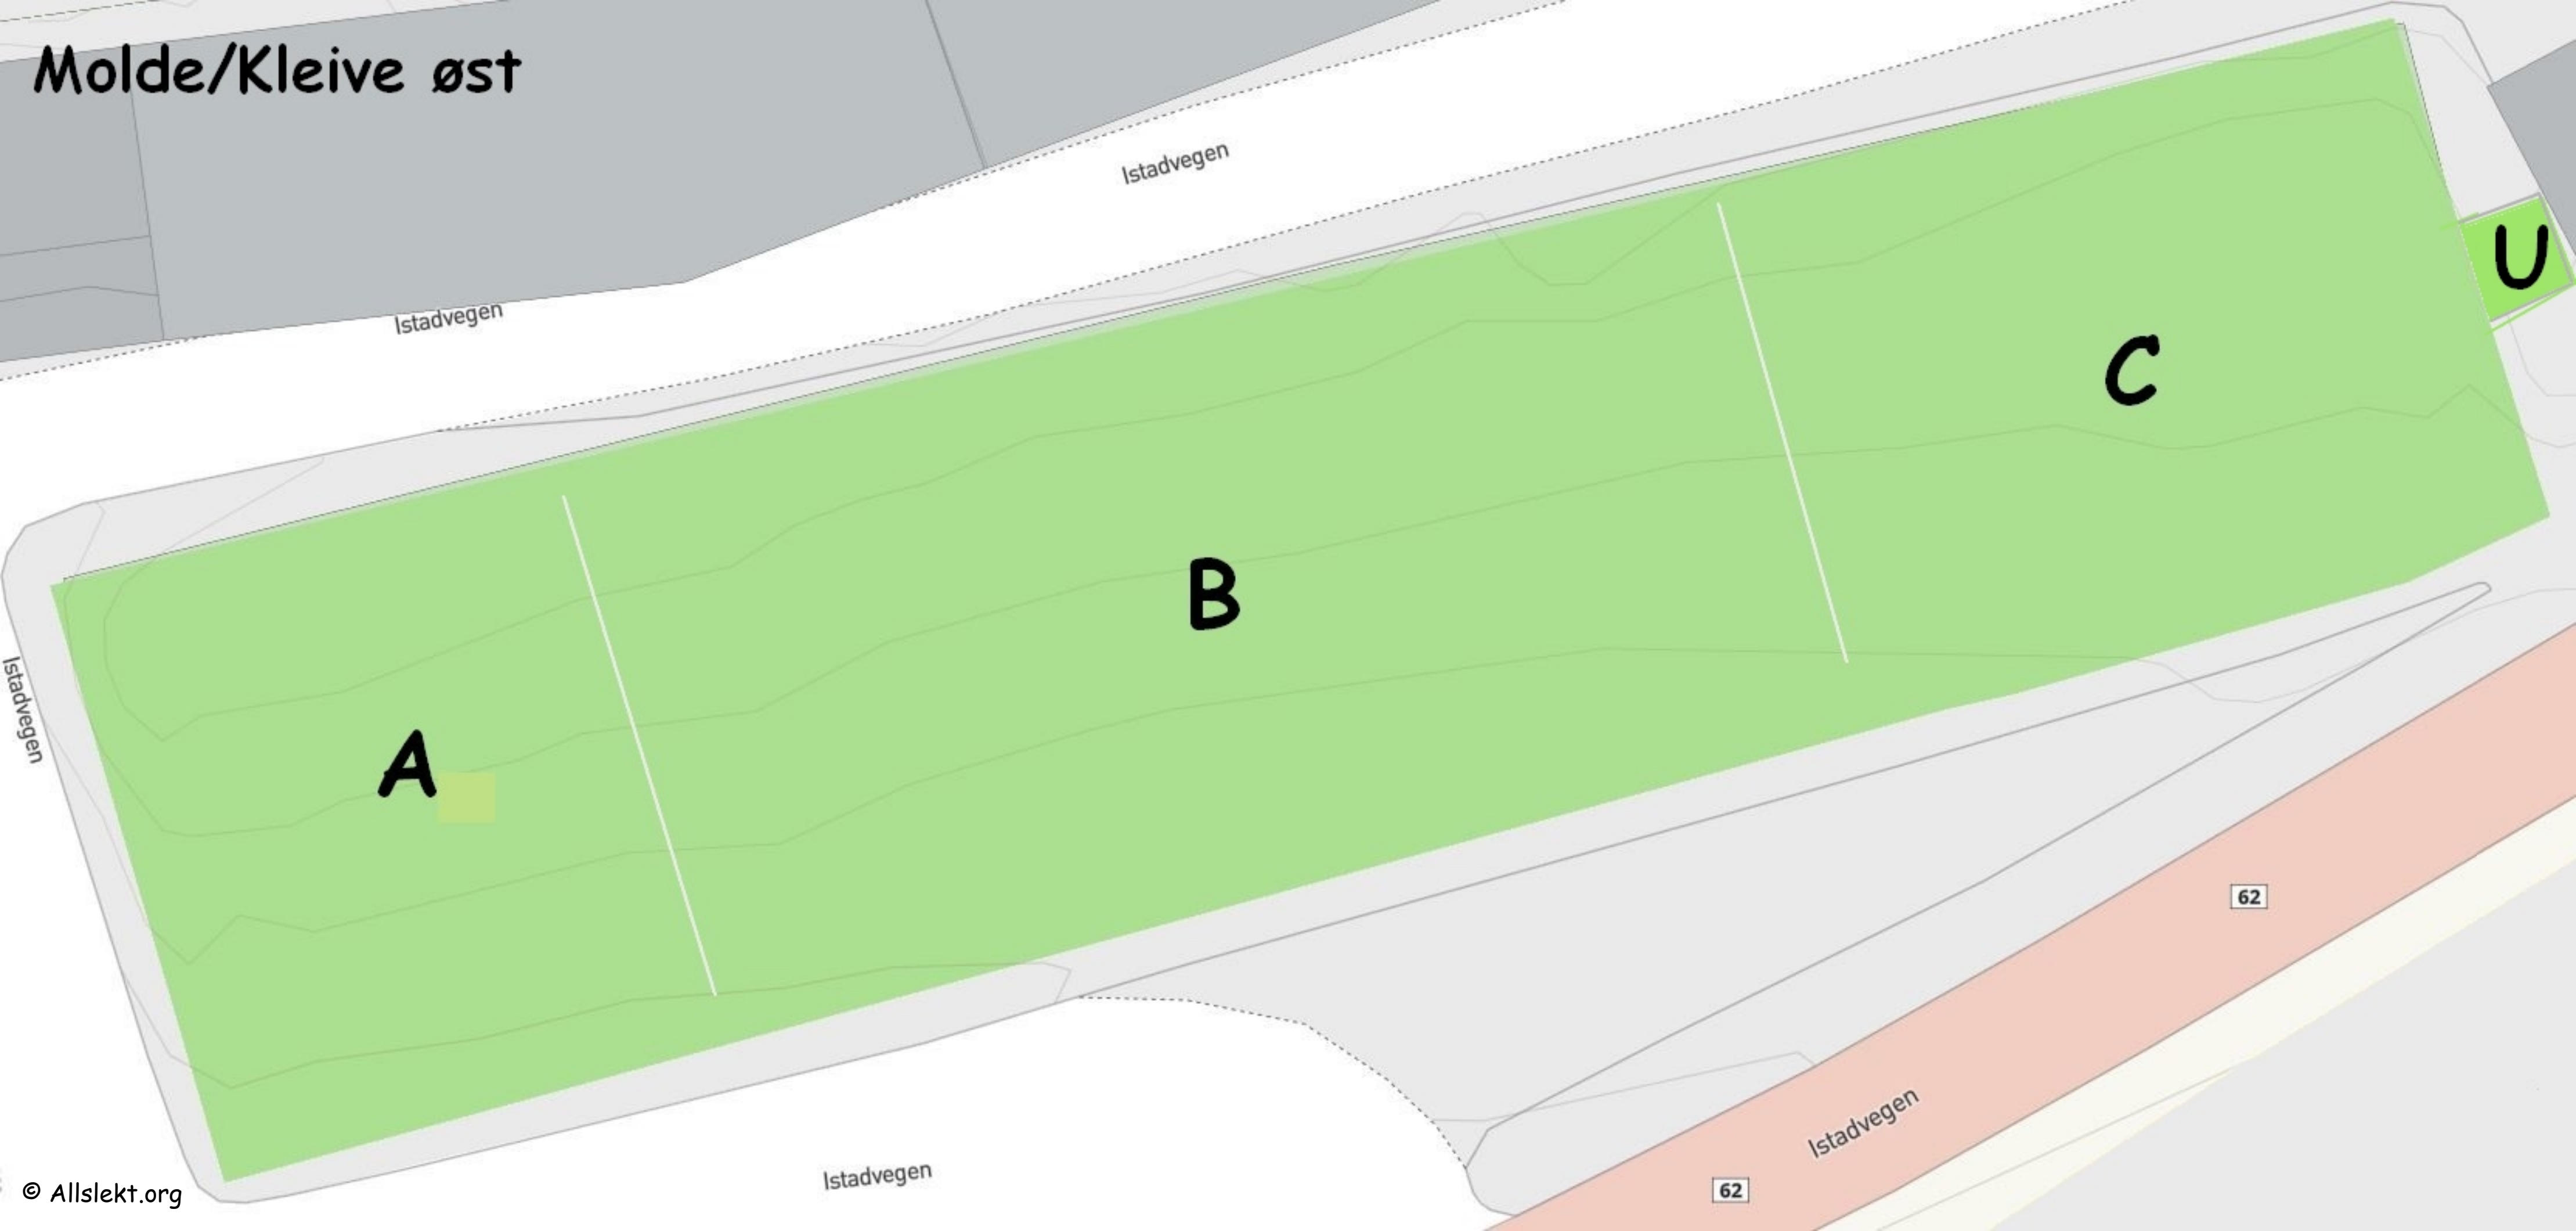 Molde/Kleive øst
Istadvegen
Istadvegen
U
C
B
Istadvegen
A
62
Istadvegen
Istadvegen
62
© Allslekt.org